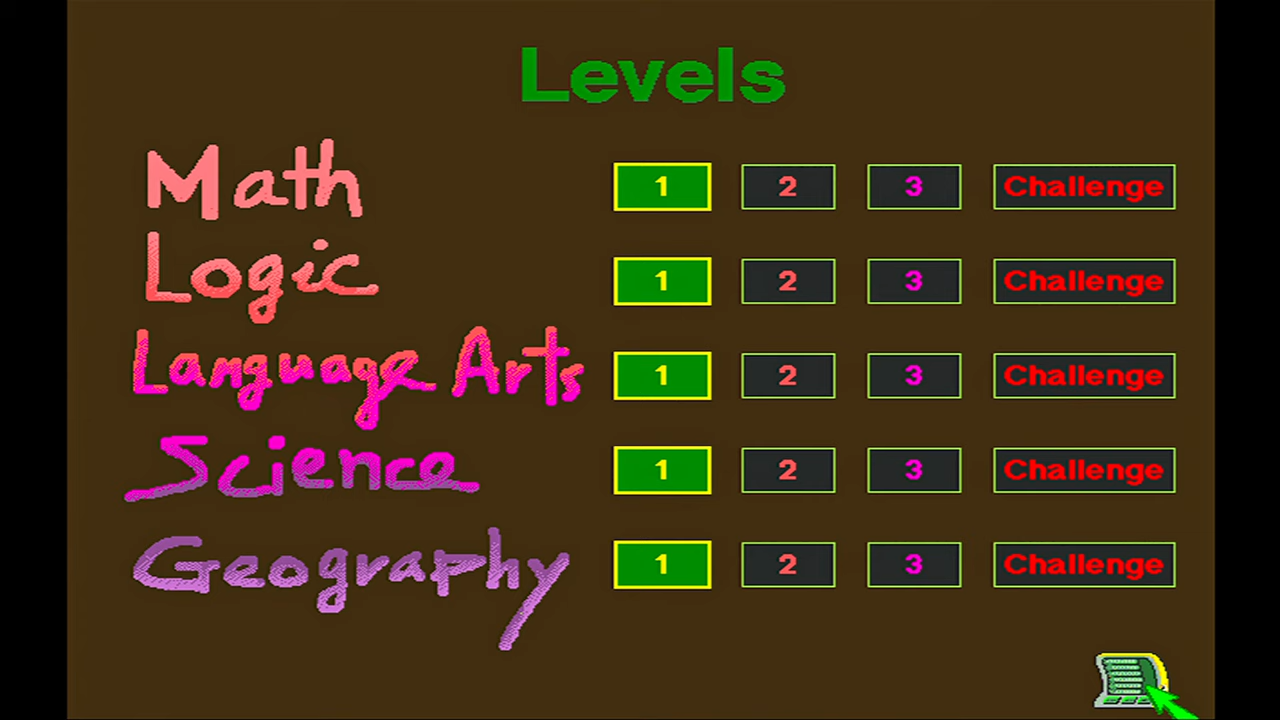 Levels
Math 1 2 3 Challenge
Logic 1 2 3 Challenge
Language Arts 1 2 3 Challenge
Science 1 2 3 Challenge
Geography 1 2 3 Challenge